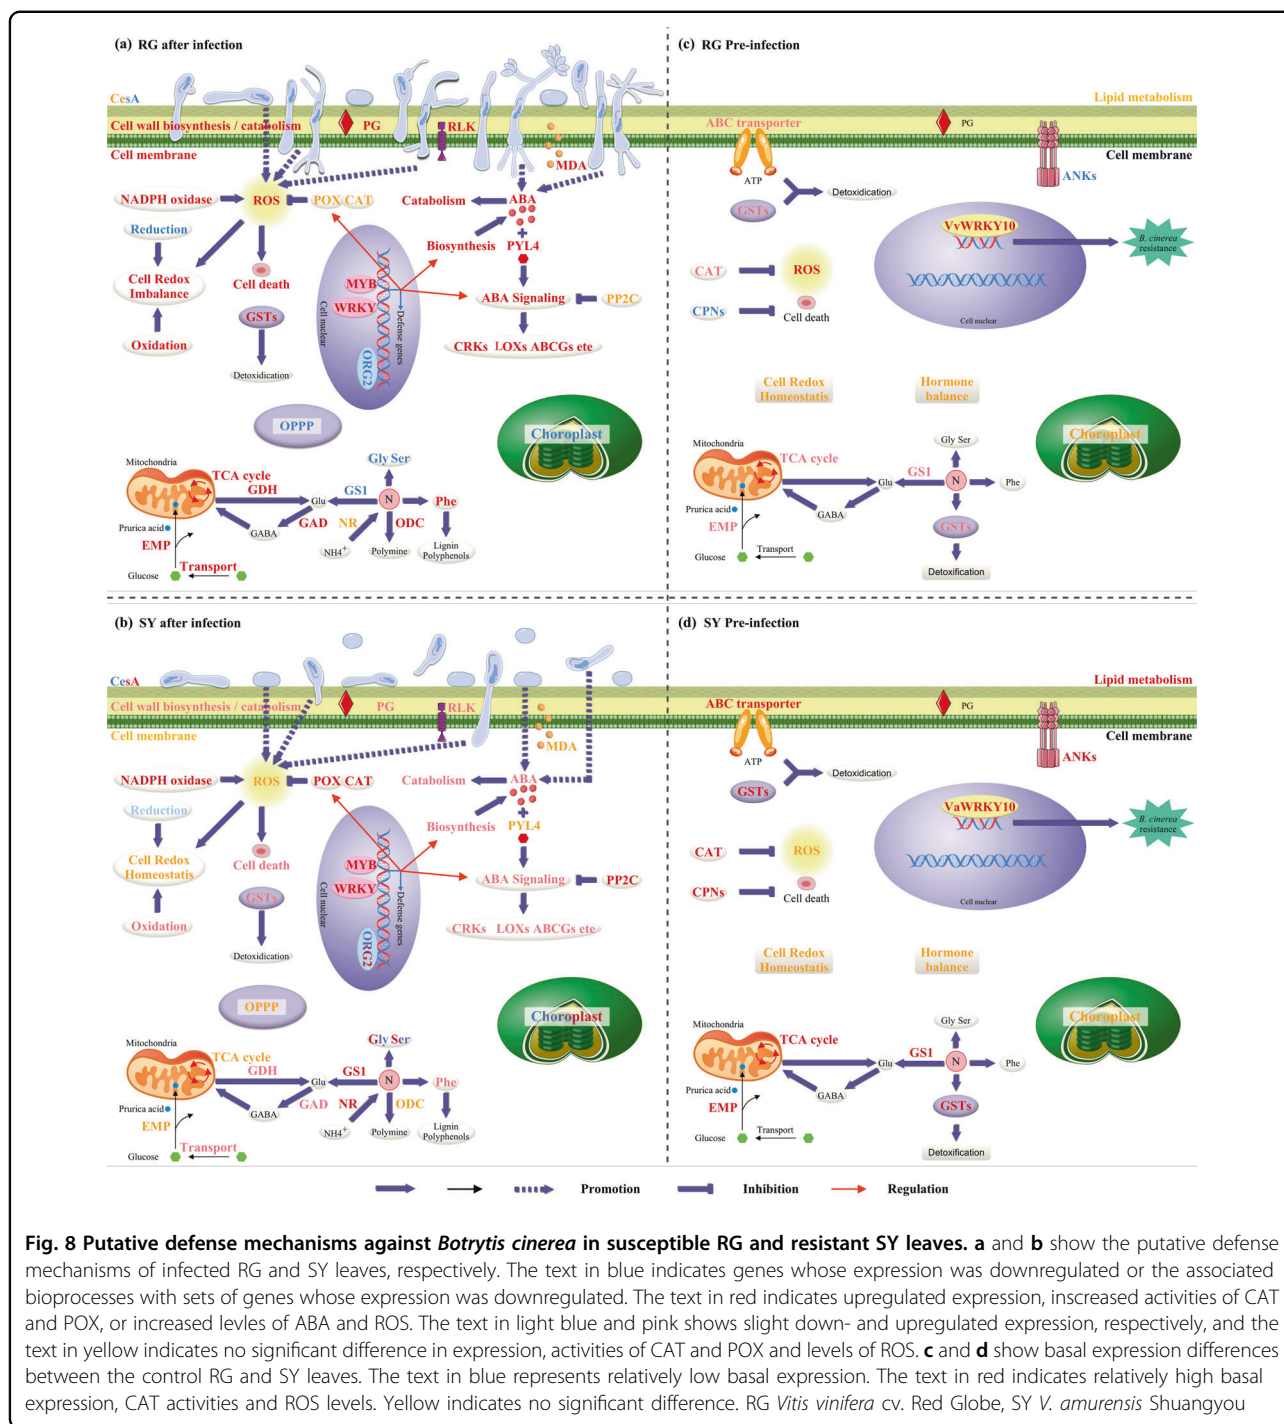 (a) RG after infection
CesA
Cell wall biosynthesis / catabolism
PG
RLK
Cell membrane
MDA
NADPH oxidase
ROS
POX CAT
Catabolism
ABA
Reduction
Biosynthesis
PYL4
Cell Redox
Imbalance
Cell death
MYB
WRKY
Cell nuclear
Defense genes
ORG2
ABA Signaling
PP2C
GSTs
Oxidation
Detoxidication
CRKs LOXs ABCGs ete
OPPP
Choroplast
Mitochondria
TCA cycle
GDH
Glu
GS1
Gly Ser
N
Phe
Prurica acid
GABA
GAD
NR
ODC
EMP
NH4+
Polymine
Lignin
Polyphenols
Glucose
Transport
(c) RG Pre-infection
Lipid metabolism
ABC transporter
PG
Cell membrane
ATP
ANKs
GSTs
Detoxidication
VvWRKY10
B. cinerea
resistance
Cell nuclear
CAT
ROS
CPNs
Cell death
Cell Redox
Homeostatis
Hormone
balance
Choroplast
Mitochondria
TCA cycle
Glu
GS1
Gly Ser
N
Phe
Prurica acid
GABA
EMP
GSTs
Glucose
Transport
Detoxification
(b) SY after infection
CesA
Cell wall biosynthesis / catabolism
PG
RLK
Cell membrane
MDA
NADPH oxidase
ROS
POX CAT
Catabolism
ABA
Reduction
Biosynthesis
PYL4
Cell Redox
Homeostatis
Cell death
MYB
WRKY
Cell nuclear
Defense genes
ORG2
ABA Signaling
PP2C
GSTs
Oxidation
Detoxidication
CRKs LOXs ABCGs ete
OPPP
Choroplast
Mitochondria
TCA cycle
GDH
Glu
GS1
Gly Ser
N
Phe
Prurica acid
GABA
GAD
NR
ODC
EMP
NH4+
Polymine
Lignin
Polyphenols
Glucose
Transport
(d) SY Pre-infection
Lipid metabolism
ABC transporter
PG
Cell membrane
ATP
ANKs
GSTs
Detoxidication
VaWRKY10
B. cinerea
resistance
Cell nuclear
CAT
ROS
CPNs
Cell death
Cell Redox
Homeostatis
Hormone
balance
Choroplast
Mitochondria
TCA cycle
Glu
GS1
Gly Ser
N
Phe
Prurica acid
GABA
EMP
GSTs
Glucose
Transport
Detoxification
Promotion
Inhibition
Regulation
Fig. 8 Putative defense mechanisms against Botrytis cinerea in susceptible RG and resistant SY leaves. a and b show the putative defense
mechanisms of infected RG and SY leaves, respectively. The text in blue indicates genes whose expression was downregulated or the associated
bioprocesses with sets of genes whose expression was downregulated. The text in red indicates upregulated expression, inscreased activities of CAT
and POX, or increased levles of ABA and ROS. The text in light blue and pink shows slight down- and upregulated expression, respectively, and the
text in yellow indicates no significant difference in expression, activities of CAT and POX and levels of ROS. c and d show basal expression differences
between the control RG and SY leaves. The text in blue represents relatively low basal expression. The text in red indicates relatively high basal
expression, CAT activities and ROS levels. Yellow indicates no significant difference. RG Vitis vinifera cv. Red Globe, SY V. amurensis Shuangyou